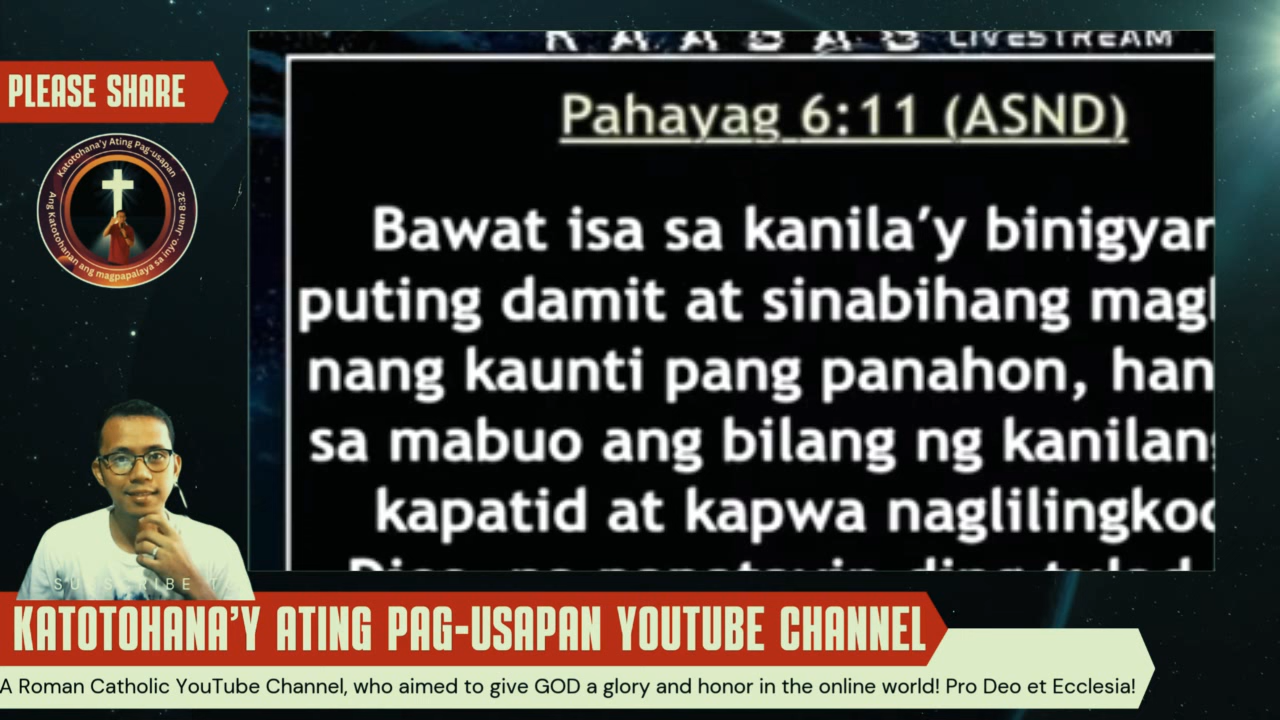 LIVESTREAM
PLEASE SHARE
Katotohana'y Ating Pag-usapan
Ang Katotohanan ang magpapalaya sa inyo. Juan 8:32
Pahayag 6:11 (ASND)
Bawat isa sa kanila'y binigyan
puting damit at sinabihang mag
nang kaunti pang panahon, han
sa mabuo ang bilang ng kanilang
kapatid at kapwa naglilingkod
SUBSCRIBE
KATOTOHANA'Y ATING PAG-USAPAN YOUTUBE CHANNEL
A Roman Catholic YouTube Channel, who aimed to give GOD a glory and honor in the online world! Pro Deo et Ecclesia!